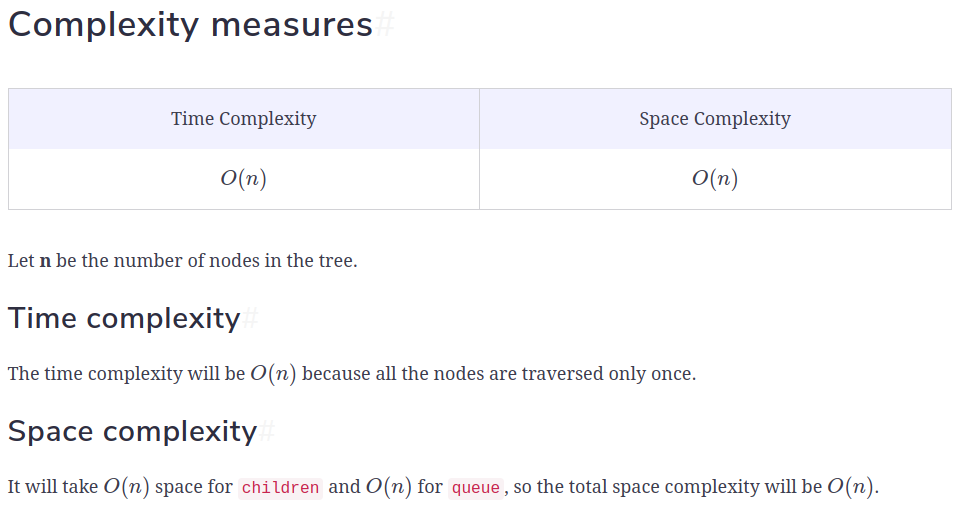 Complexity measures#
Time Complexity Space Complexity
O(n) O(n)
Let n be the number of nodes in the tree.
Time complexity#
The time complexity will be O(n) because all the nodes are traversed only once.
Space complexity#
It will take O(n) space for children and O(n) for queue, so the total space complexity will be O(n).